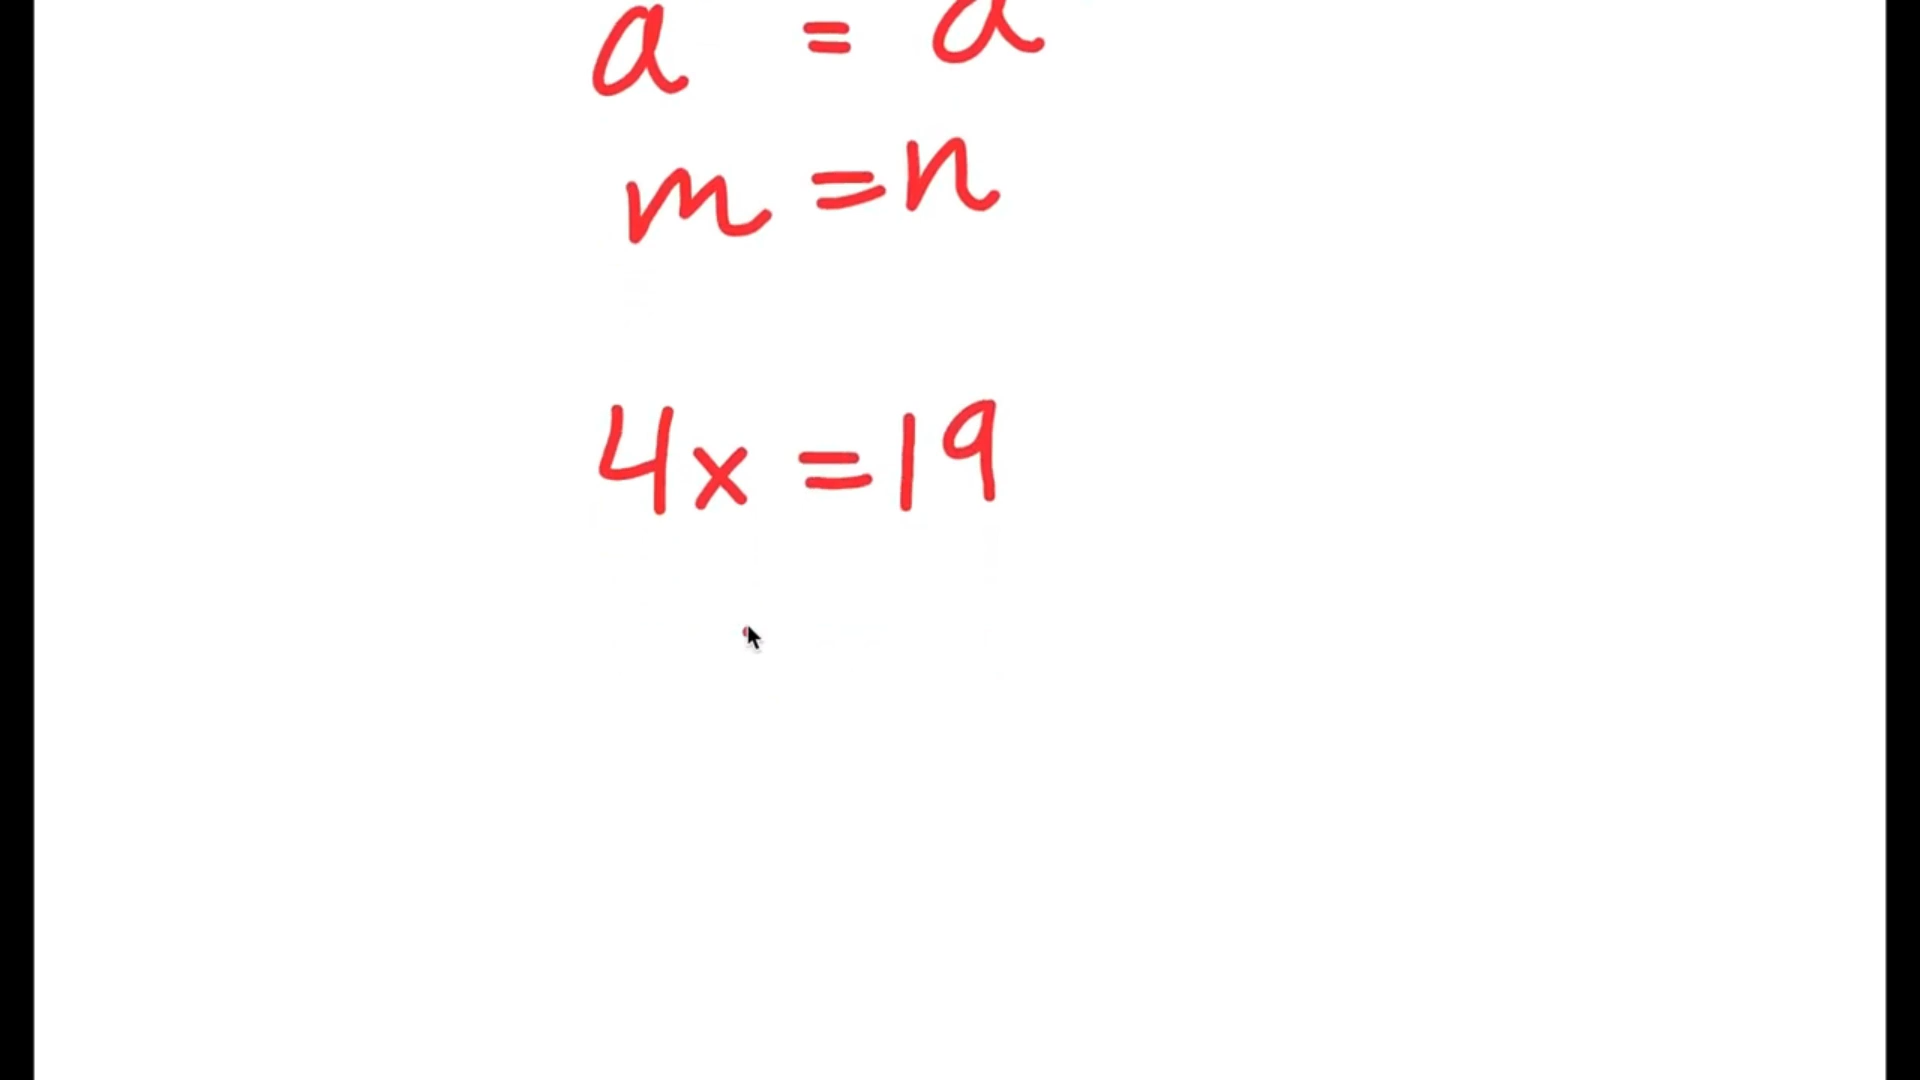 a = a
m = n
4x = 19